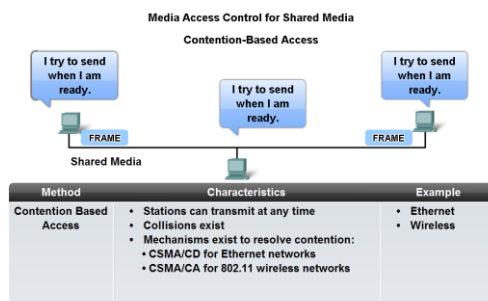 Media Access Control for Shared Media
Contention-Based Access
I try to send
when I am
ready.
I try to send
when I am
ready.
I try to send
when I am
ready.
FRAME
FRAME
Shared Media
Method Characteristics Example
Contention Based
Access
• Stations can transmit at any time
• Collisions exist
• Mechanisms exist to resolve contention:
• CSMA/CD for Ethernet networks
• CSMA/CA for 802.11 wireless networks
• Ethernet
• Wireless